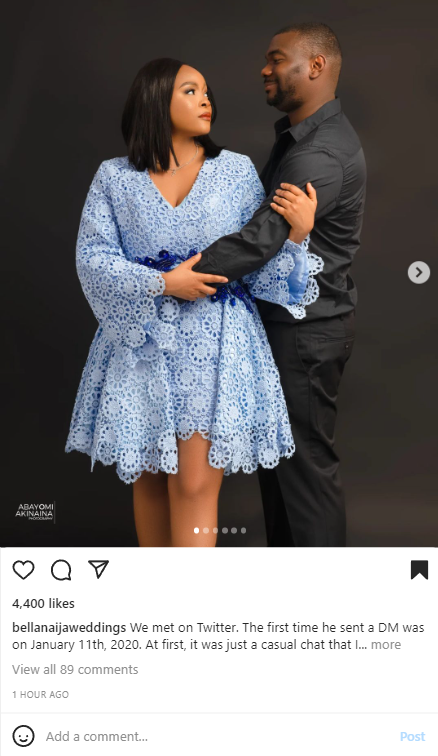 ABAYOMI
AKINAINA
PHOTOGRAPHY
4,400 likes
bellanaijaweddings We met on Twitter. The first time he sent a DM was
on January 11th, 2020. At first, it was just a casual chat that I... more
View all 89 comments
1 HOUR AGO
Add a comment...
Post